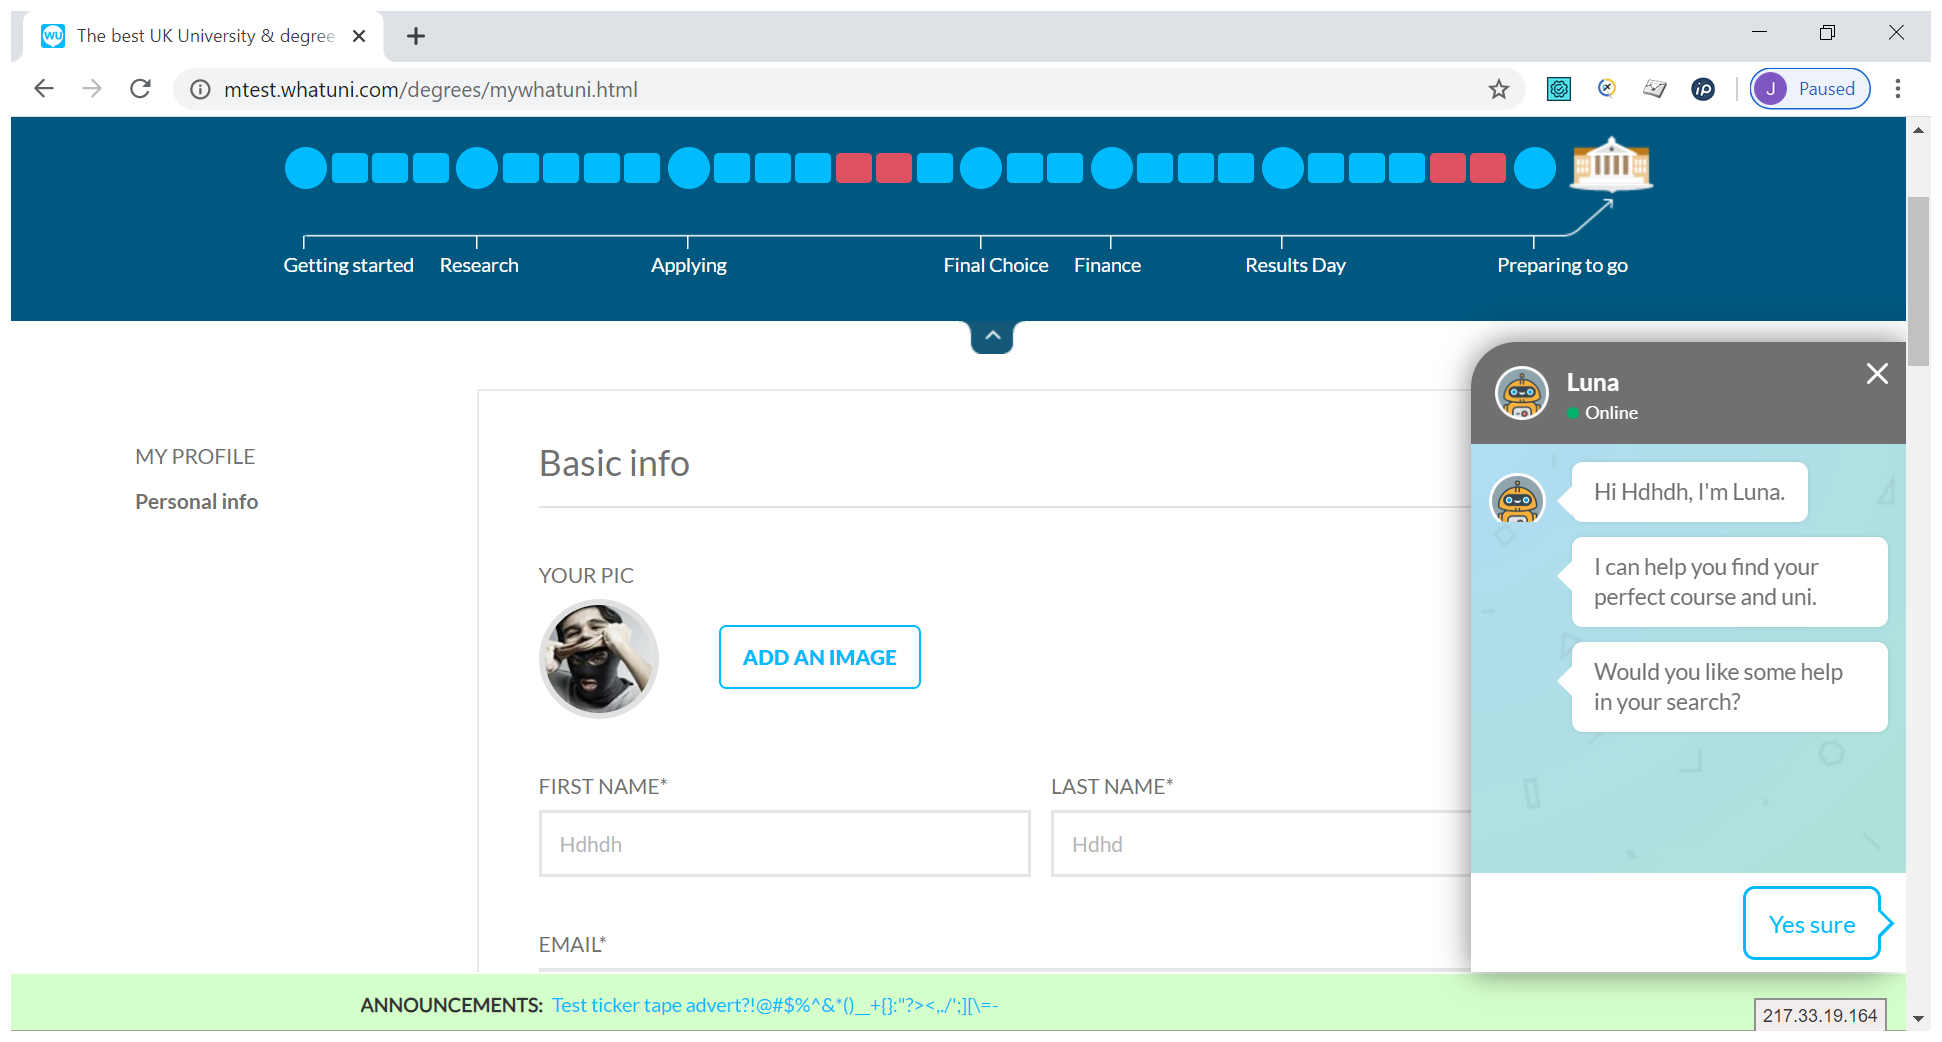 WU The best UK University & degree
mtest.whatuni.com/degrees/mywhatuni.html
ip
J Paused
Getting started Research Applying Final Choice Finance Results Day Preparing to go
Luna
Online
MY PROFILE
Personal info
Basic info
YOUR PIC
ADD AN IMAGE
FIRST NAME* LAST NAME*
Hdhdh Hdhd
EMAIL*
Hi Hdhdh, I'm Luna.
I can help you find your
perfect course and uni.
Would you like some help
in your search?
Yes sure
ANNOUNCEMENTS: Test ticker tape advert?!@#$%^&*()__+{}:"?><,./';][\=-
217.33.19.164